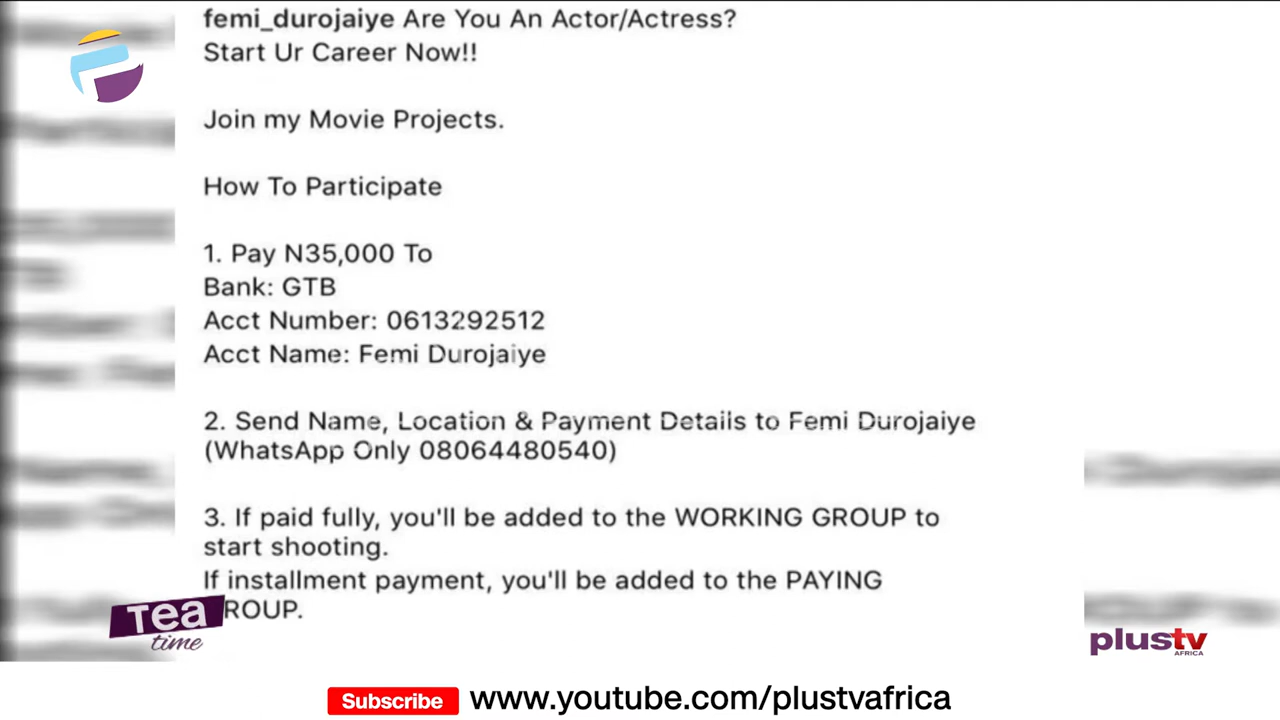 femi_durojaiye Are You An Actor/Actress?
Start Ur Career Now!!
Join my Movie Projects.
How To Participate
1. Pay N35,000 To
Bank: GTB
Acct Number: 0613292512
Acct Name: Femi Durojaiye
2. Send Name, Location & Payment Details to Femi Durojaiye
(WhatsApp Only 08064480540)
3. If paid fully, you'll be added to the WORKING GROUP to
start shooting.
If installment payment, you'll be added to the PAYING
ROUP.
Tea
time
plustv
AFRICA
Subscribe www.youtube.com/plustvafrica